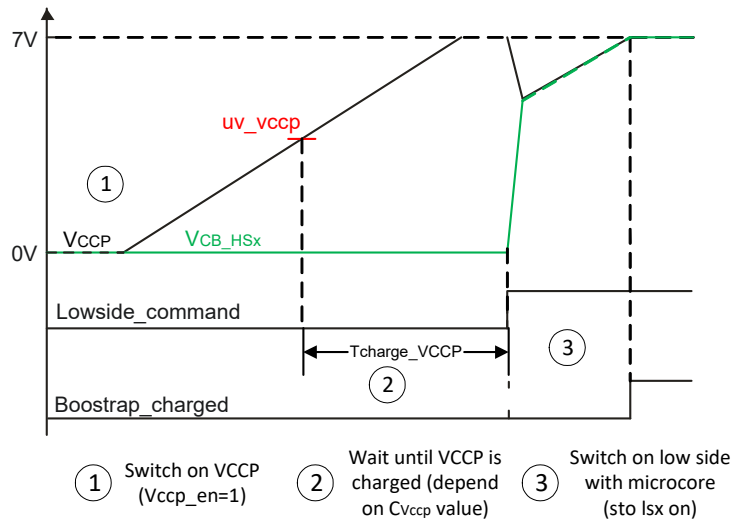 7V
uv_vccp
1
VCCP
VCB_HSx
0V
Lowside_command
Tcharge_VCCP
3
2
Boostrap_charged
1
Switch on VCCP
(Vccp_en=1)
2
Wait until VCCP is
charged (depend
on CVccp value)
3
Switch on low side
with microcore
(sto lsx on)